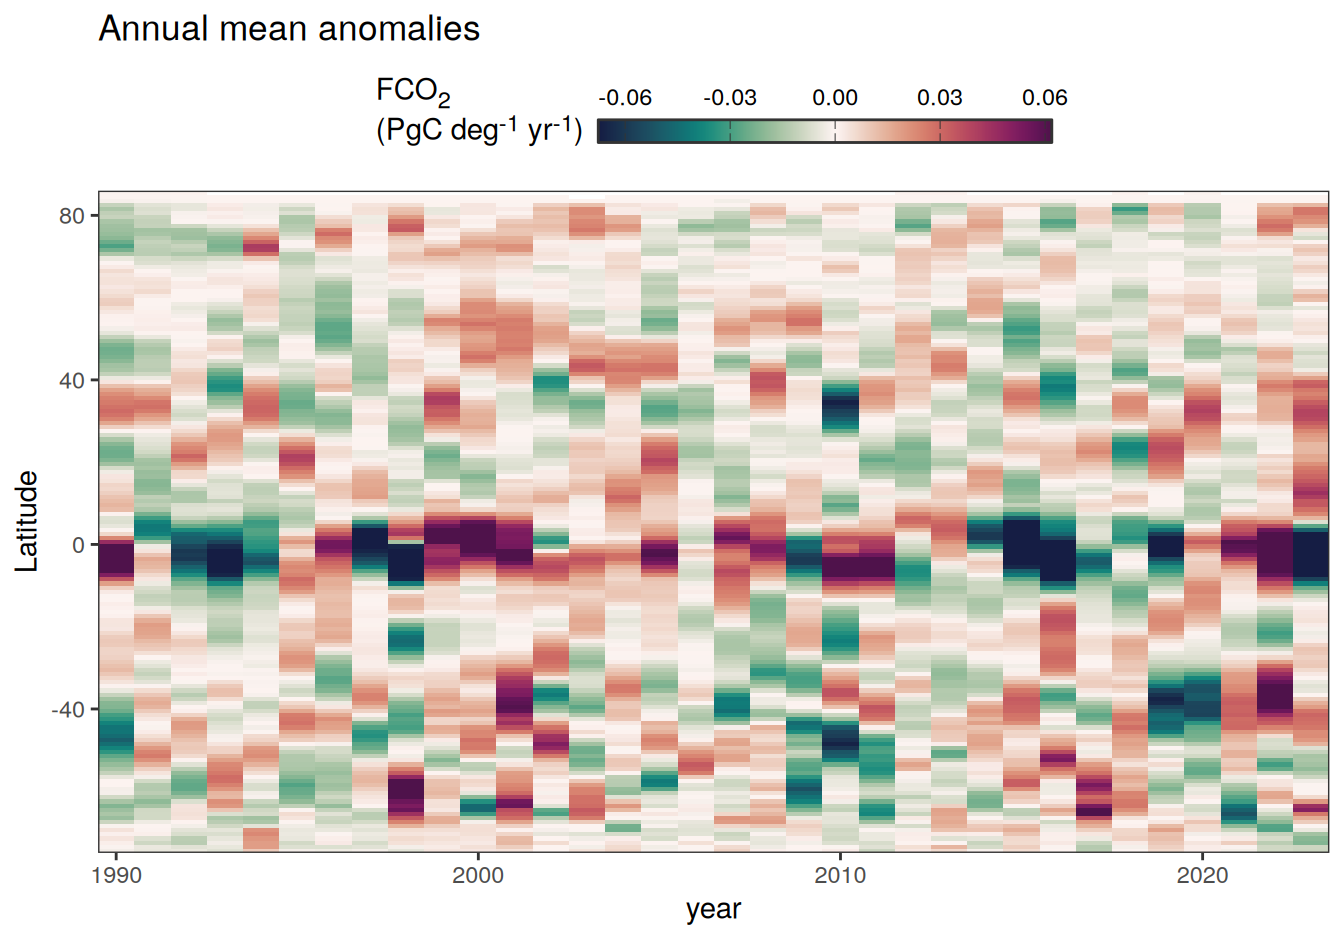 Annual mean anomalies
FCO₂
(PgC deg⁻¹ yr⁻¹)
-0.06 -0.03 0.00 0.03 0.06
Latitude
80
40
0
-40
1990 2000 2010 2020
year